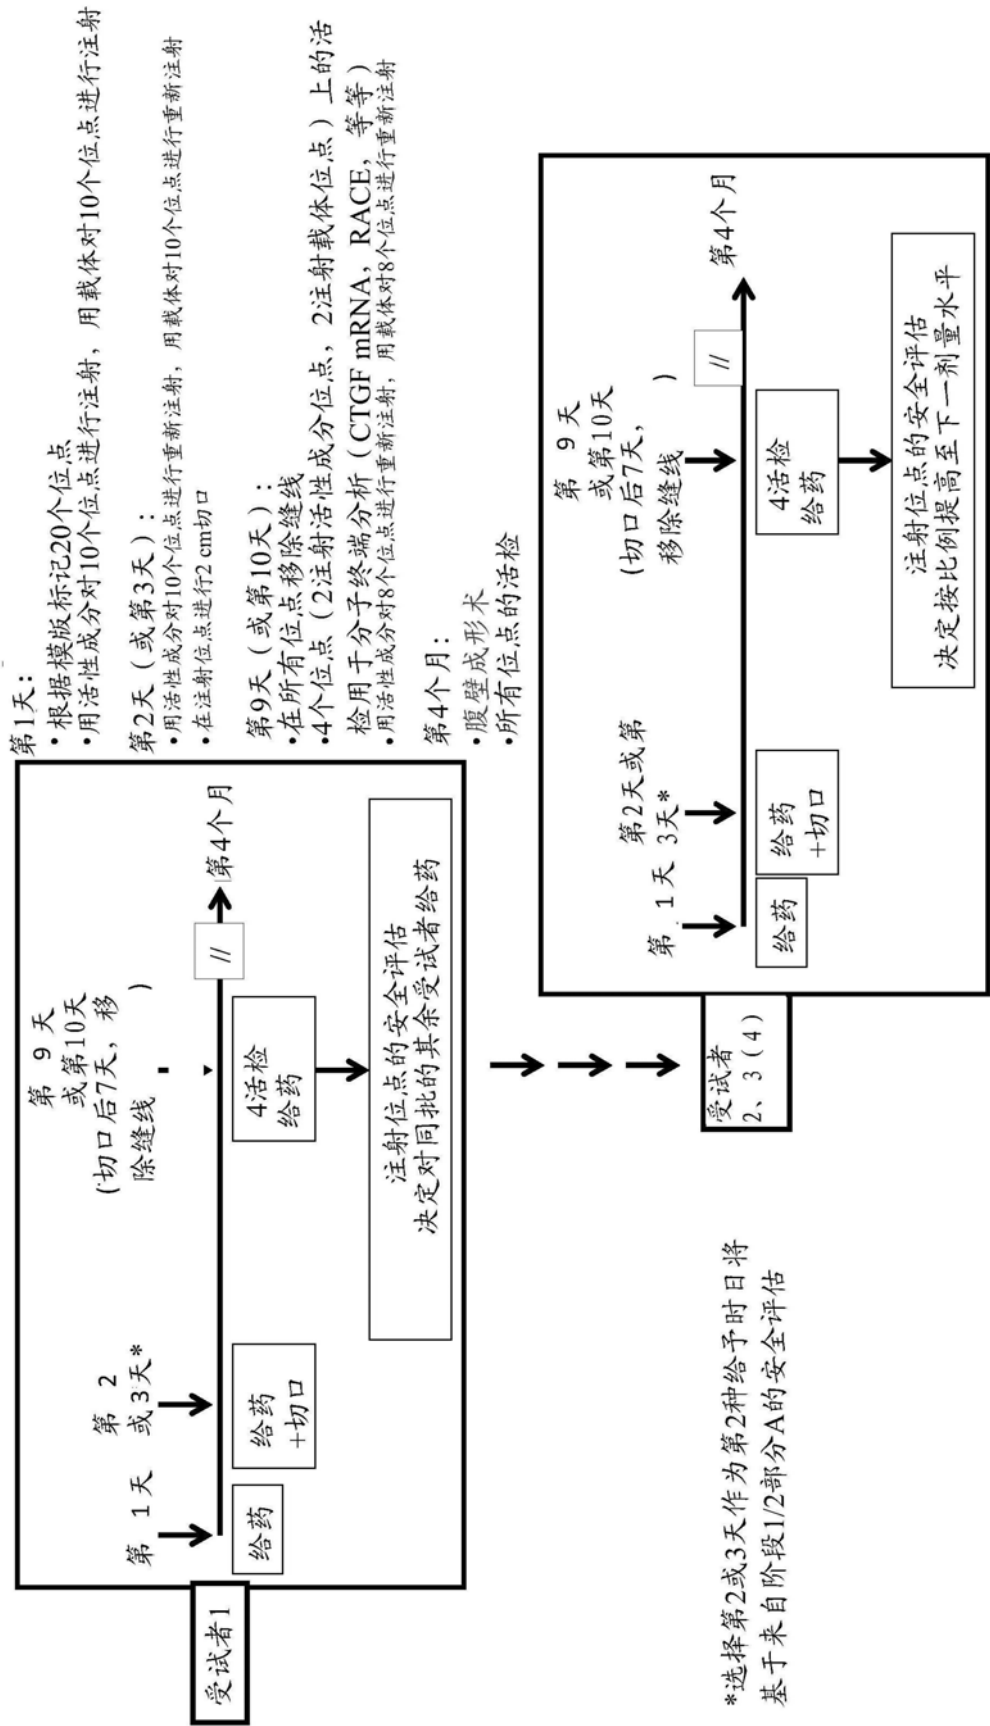 第1天：
•根据模版标记20个位点
•用活性成分对10个位点进行注射，用载体对10个位点进行注射
第2天（或第3天）：
•用活性成分对10个位点进行重新注射，用载体对10个位点进行重新注射
•在注射位点进行2 cm切口
第9天（或第10天）：
•在所有位点移除缝线
•4个位点（2注射活性成分位点，2注射载体位点）上的活
检用于分子终端分析（CTGF mRNA，RACE，等等）
•用活性成分对8个位点进行重新注射，用载体对8个位点进行重新注射
第4个月：
•腹壁成形术
•所有位点的活检
受试者1
第 1 天
第 2
或3天*
第 9 天
或第10天
(切口后7天，移
除缝线 )
//
第4个月
给药
给药
+切口
4活检
给药
注射位点的安全评估
决定对同批的其余受试者给药
受试者
2、3（4）
第 1 天
第2天或第
3天*
第 9 天
或第10天
(切口后7天，
移除缝线 )
//
第4个月
给药
给药
+切口
4活检
给药
注射位点的安全评估
决定按比例提高至下一剂量水平
*选择第2或3天作为第2种给予时日将
基于来自阶段1/2部分A的安全评估